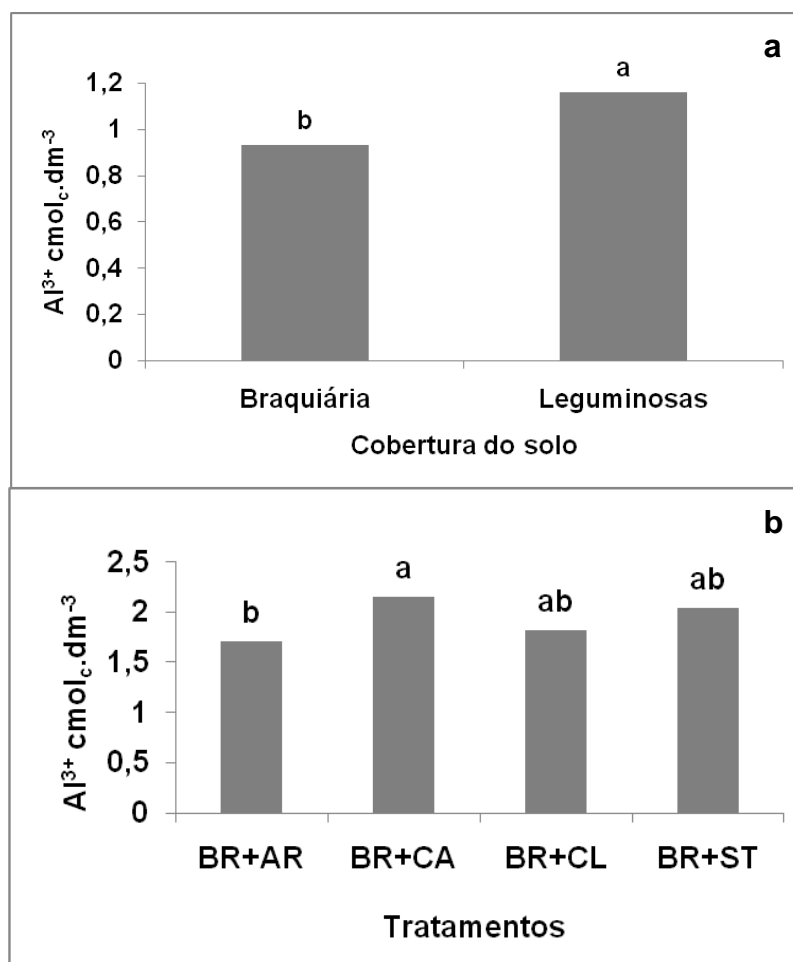 a
a
1,2
b
1
0,8
0,6
0,4
0,2
0
Al³⁺ cmol꜀.dm⁻³
Braquiária Leguminosas
Cobertura do solo
b
2,5
a
ab
ab
b
2
1,5
1
0,5
0
Al³⁺ cmol꜀.dm⁻³
BR+AR BR+CA BR+CL BR+ST
Tratamentos